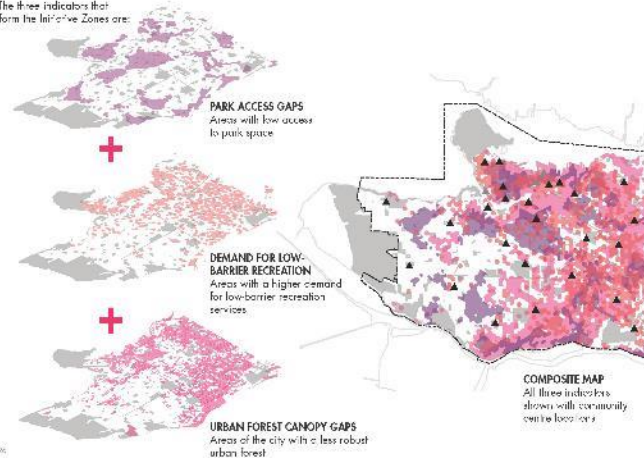 The three indicators that
form the Initiative Zones are:
PARK ACCESS GAPS
Areas with low access
to park space
DEMAND FOR LOW-
BARRIER RECREATION
Areas with a higher demand
for low-barrier recreation
services
URBAN FOREST CANOPY GAPS
Areas of the city with a less robust
urban forest
COMPOSITE MAP
All three indicators
shown with community
centre locations